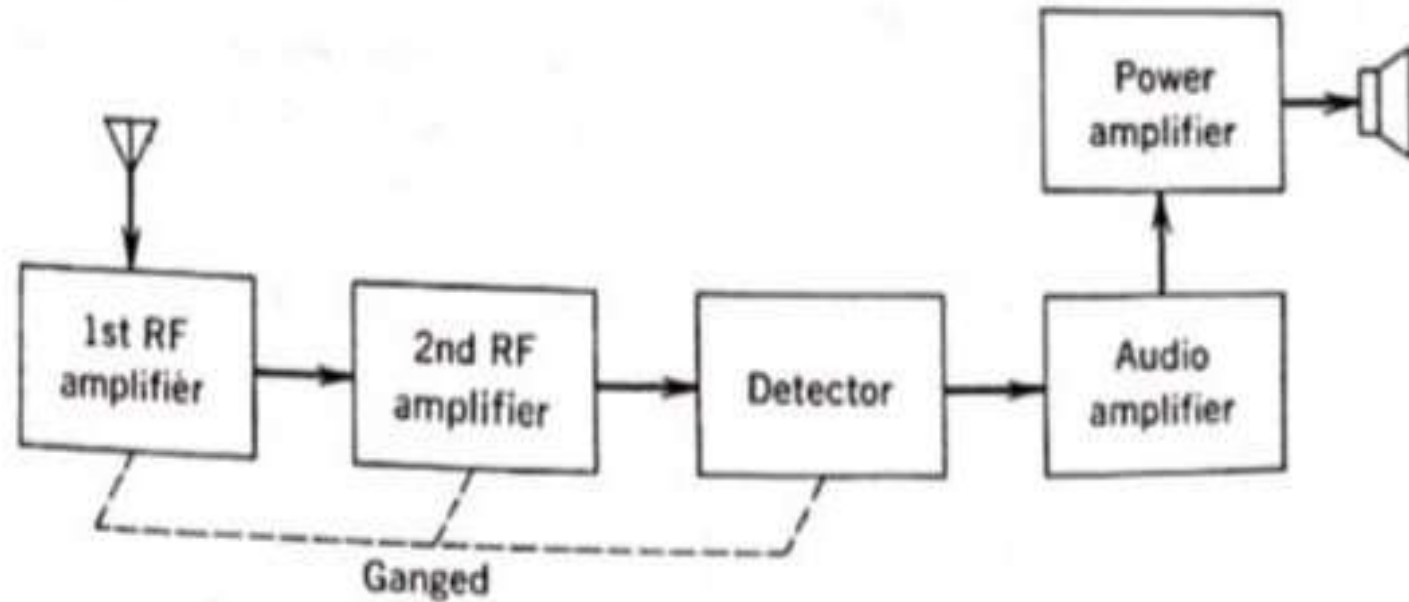 1st RF
amplifier
2nd RF
amplifier
Detector
Audio
amplifier
Power
amplifier
Ganged